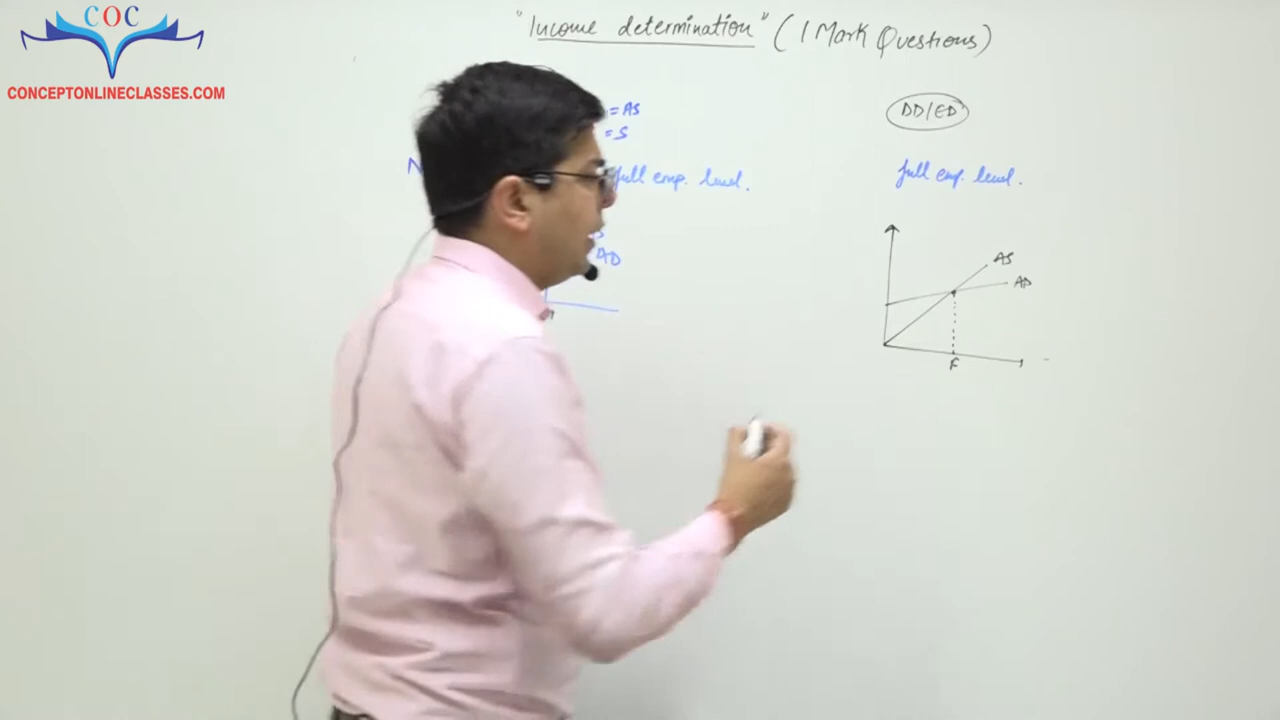 COC
CONCEPTONLINECLASSES.COM
"Income determination" (1 Mark Questions)
= AS
= S
N
full emp. level.
AD
DD/ED
full emp. level.
AS
AD
F